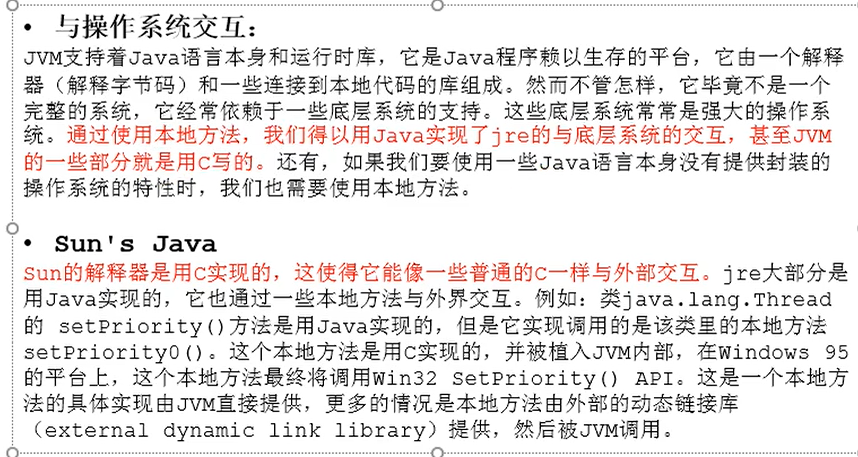 • 与操作系统交互：
JVM支持着Java语言本身和运行时库，它是Java程序赖以生存的平台，它由一个解释
器（解释字节码）和一些连接到本地代码的库组成。然而不管怎样，它毕竟不是一个
完整的系统，它经常依赖于一些底层系统的支持。这些底层系统常常是强大的操作系
统。通过使用本地方法，我们得以用Java实现了jre的与底层系统的交互，甚至JVM
的一些部分就是用C写的。还有，如果我们要使用一些Java语言本身没有提供封装的
操作系统的特性时，我们也需要使用本地方法。
• Sun's Java
Sun的解释器是用C实现的，这使得它能像一些普通的C一样与外部交互。jre大部分是
用Java实现的，它也通过一些本地方法与外界交互。例如：类java.lang.Thread
的 setPriority()方法是用Java实现的，但是它实现调用的是该类里的本地方法
setPriority0()。这个本地方法是用C实现的，并被植入JVM内部，在Windows 95
的平台上，这个本地方法最终将调用Win32 SetPriority() API。这是一个本地方
法的具体实现由JVM直接提供，更多的情况是本地方法由外部的动态链接库
（external dynamic link library）提供，然后被JVM调用。